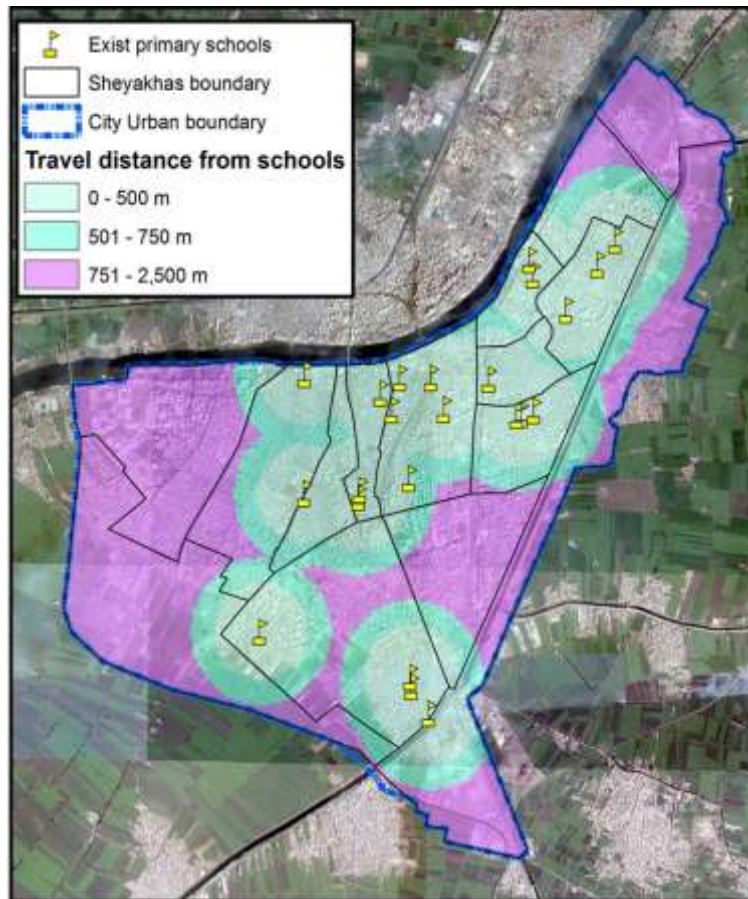 Exist primary schools
Sheyakhas boundary
City Urban boundary
Travel distance from schools
0 - 500 m
501 - 750 m
751 - 2,500 m